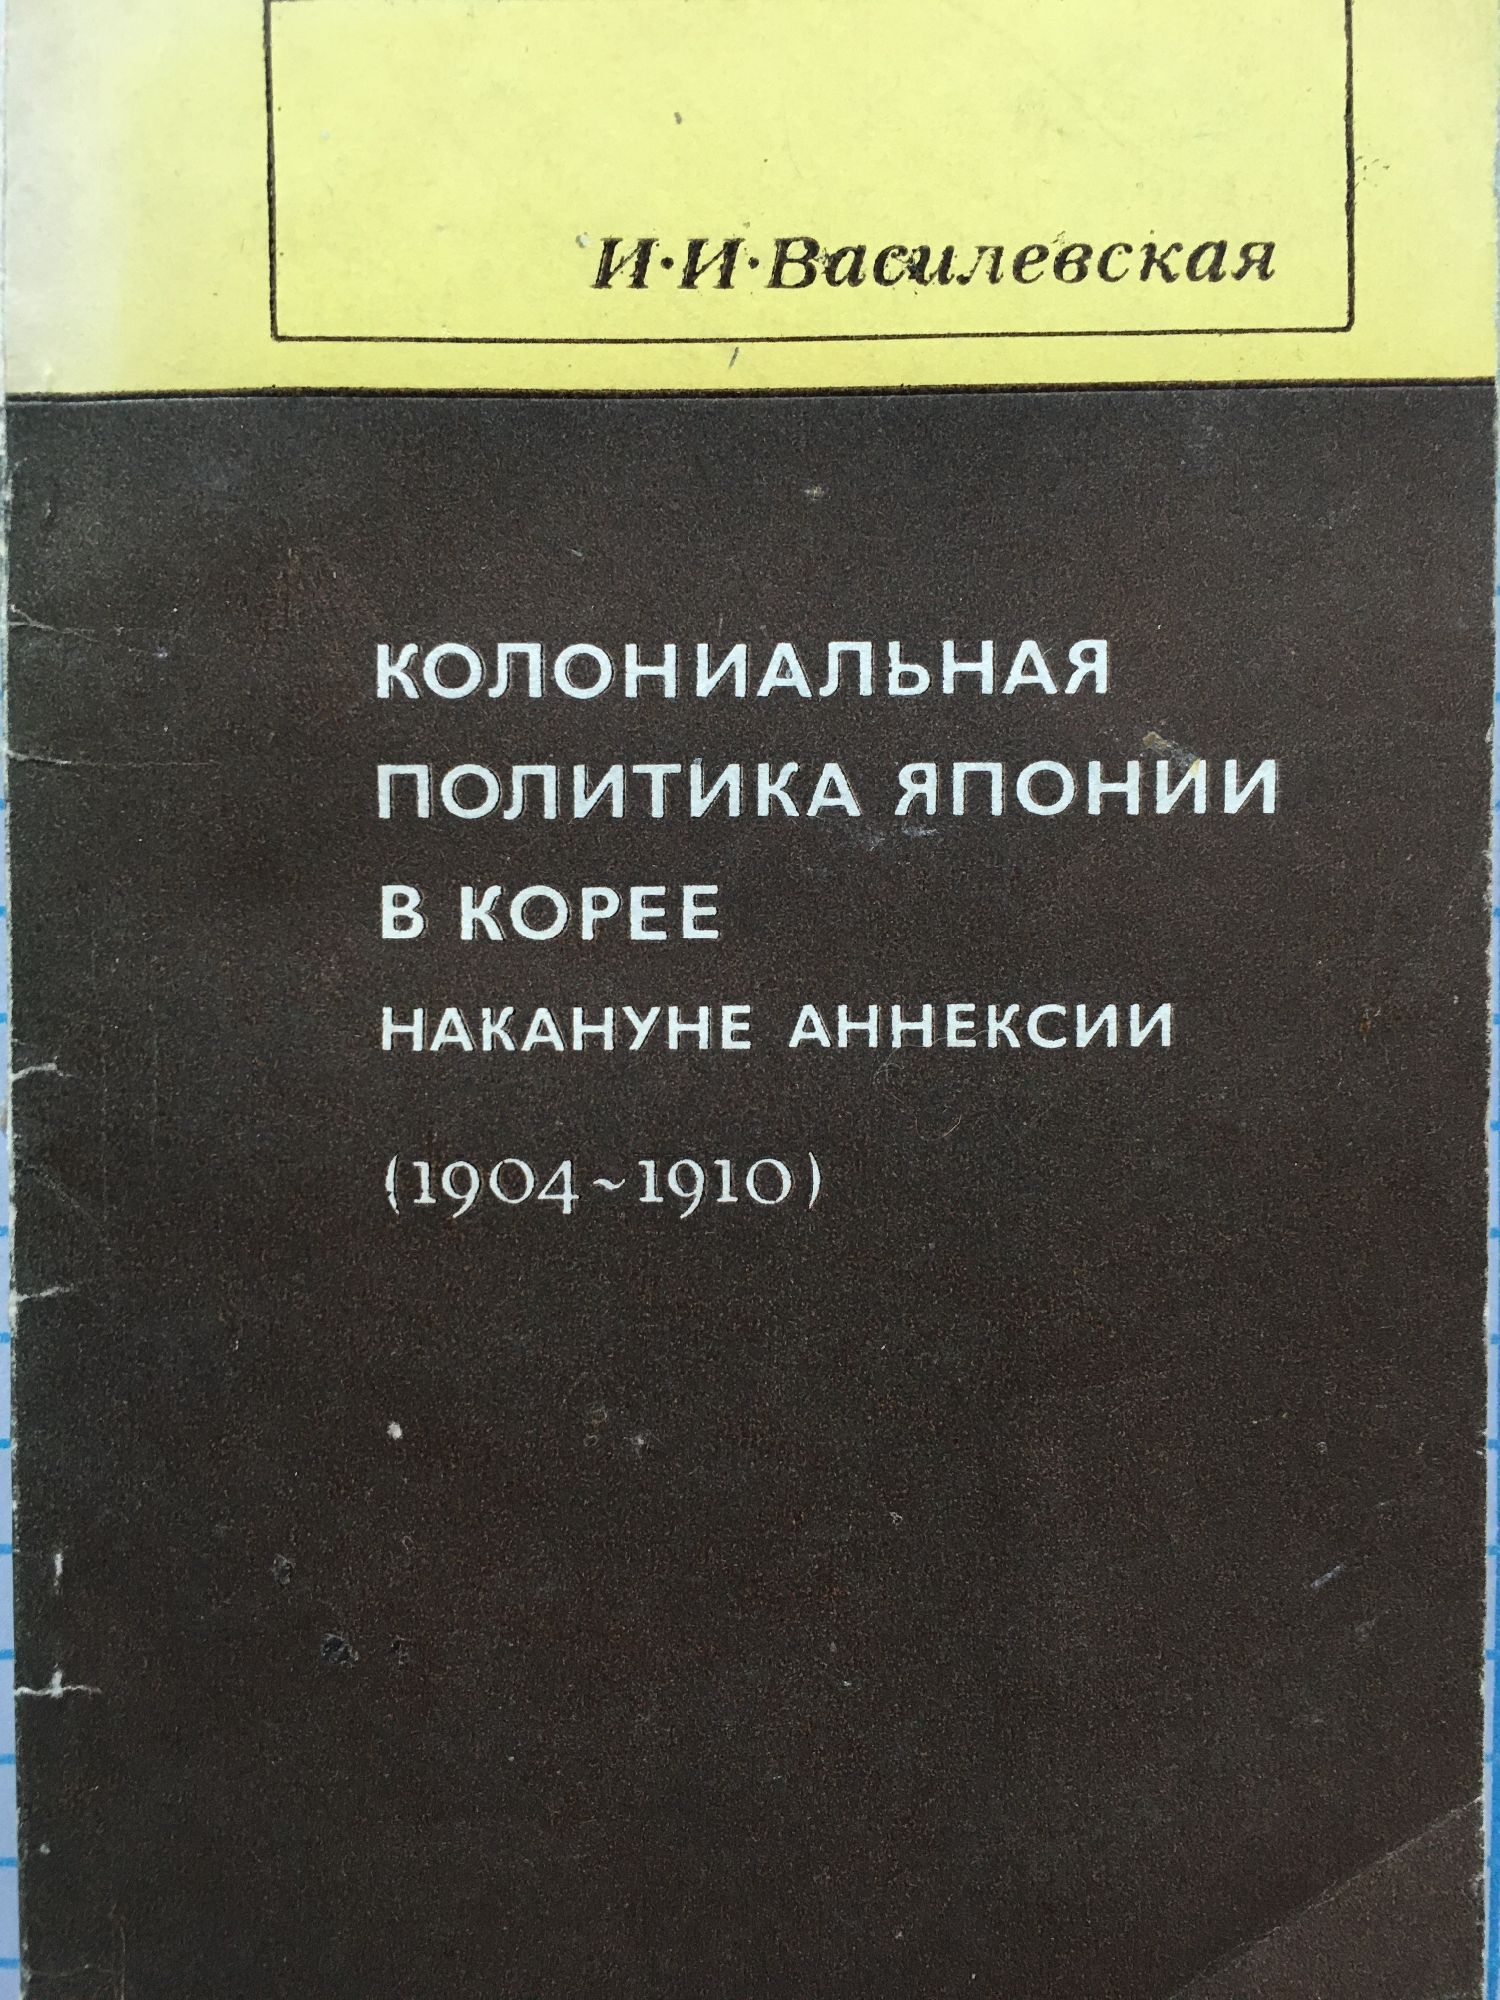 И·И·Василевская
КОЛОНИАЛЬНАЯ
ПОЛИТИКА ЯПОНИИ
В КОРЕЕ
НАКАНУНЕ АННЕКСИИ
(1904~1910)